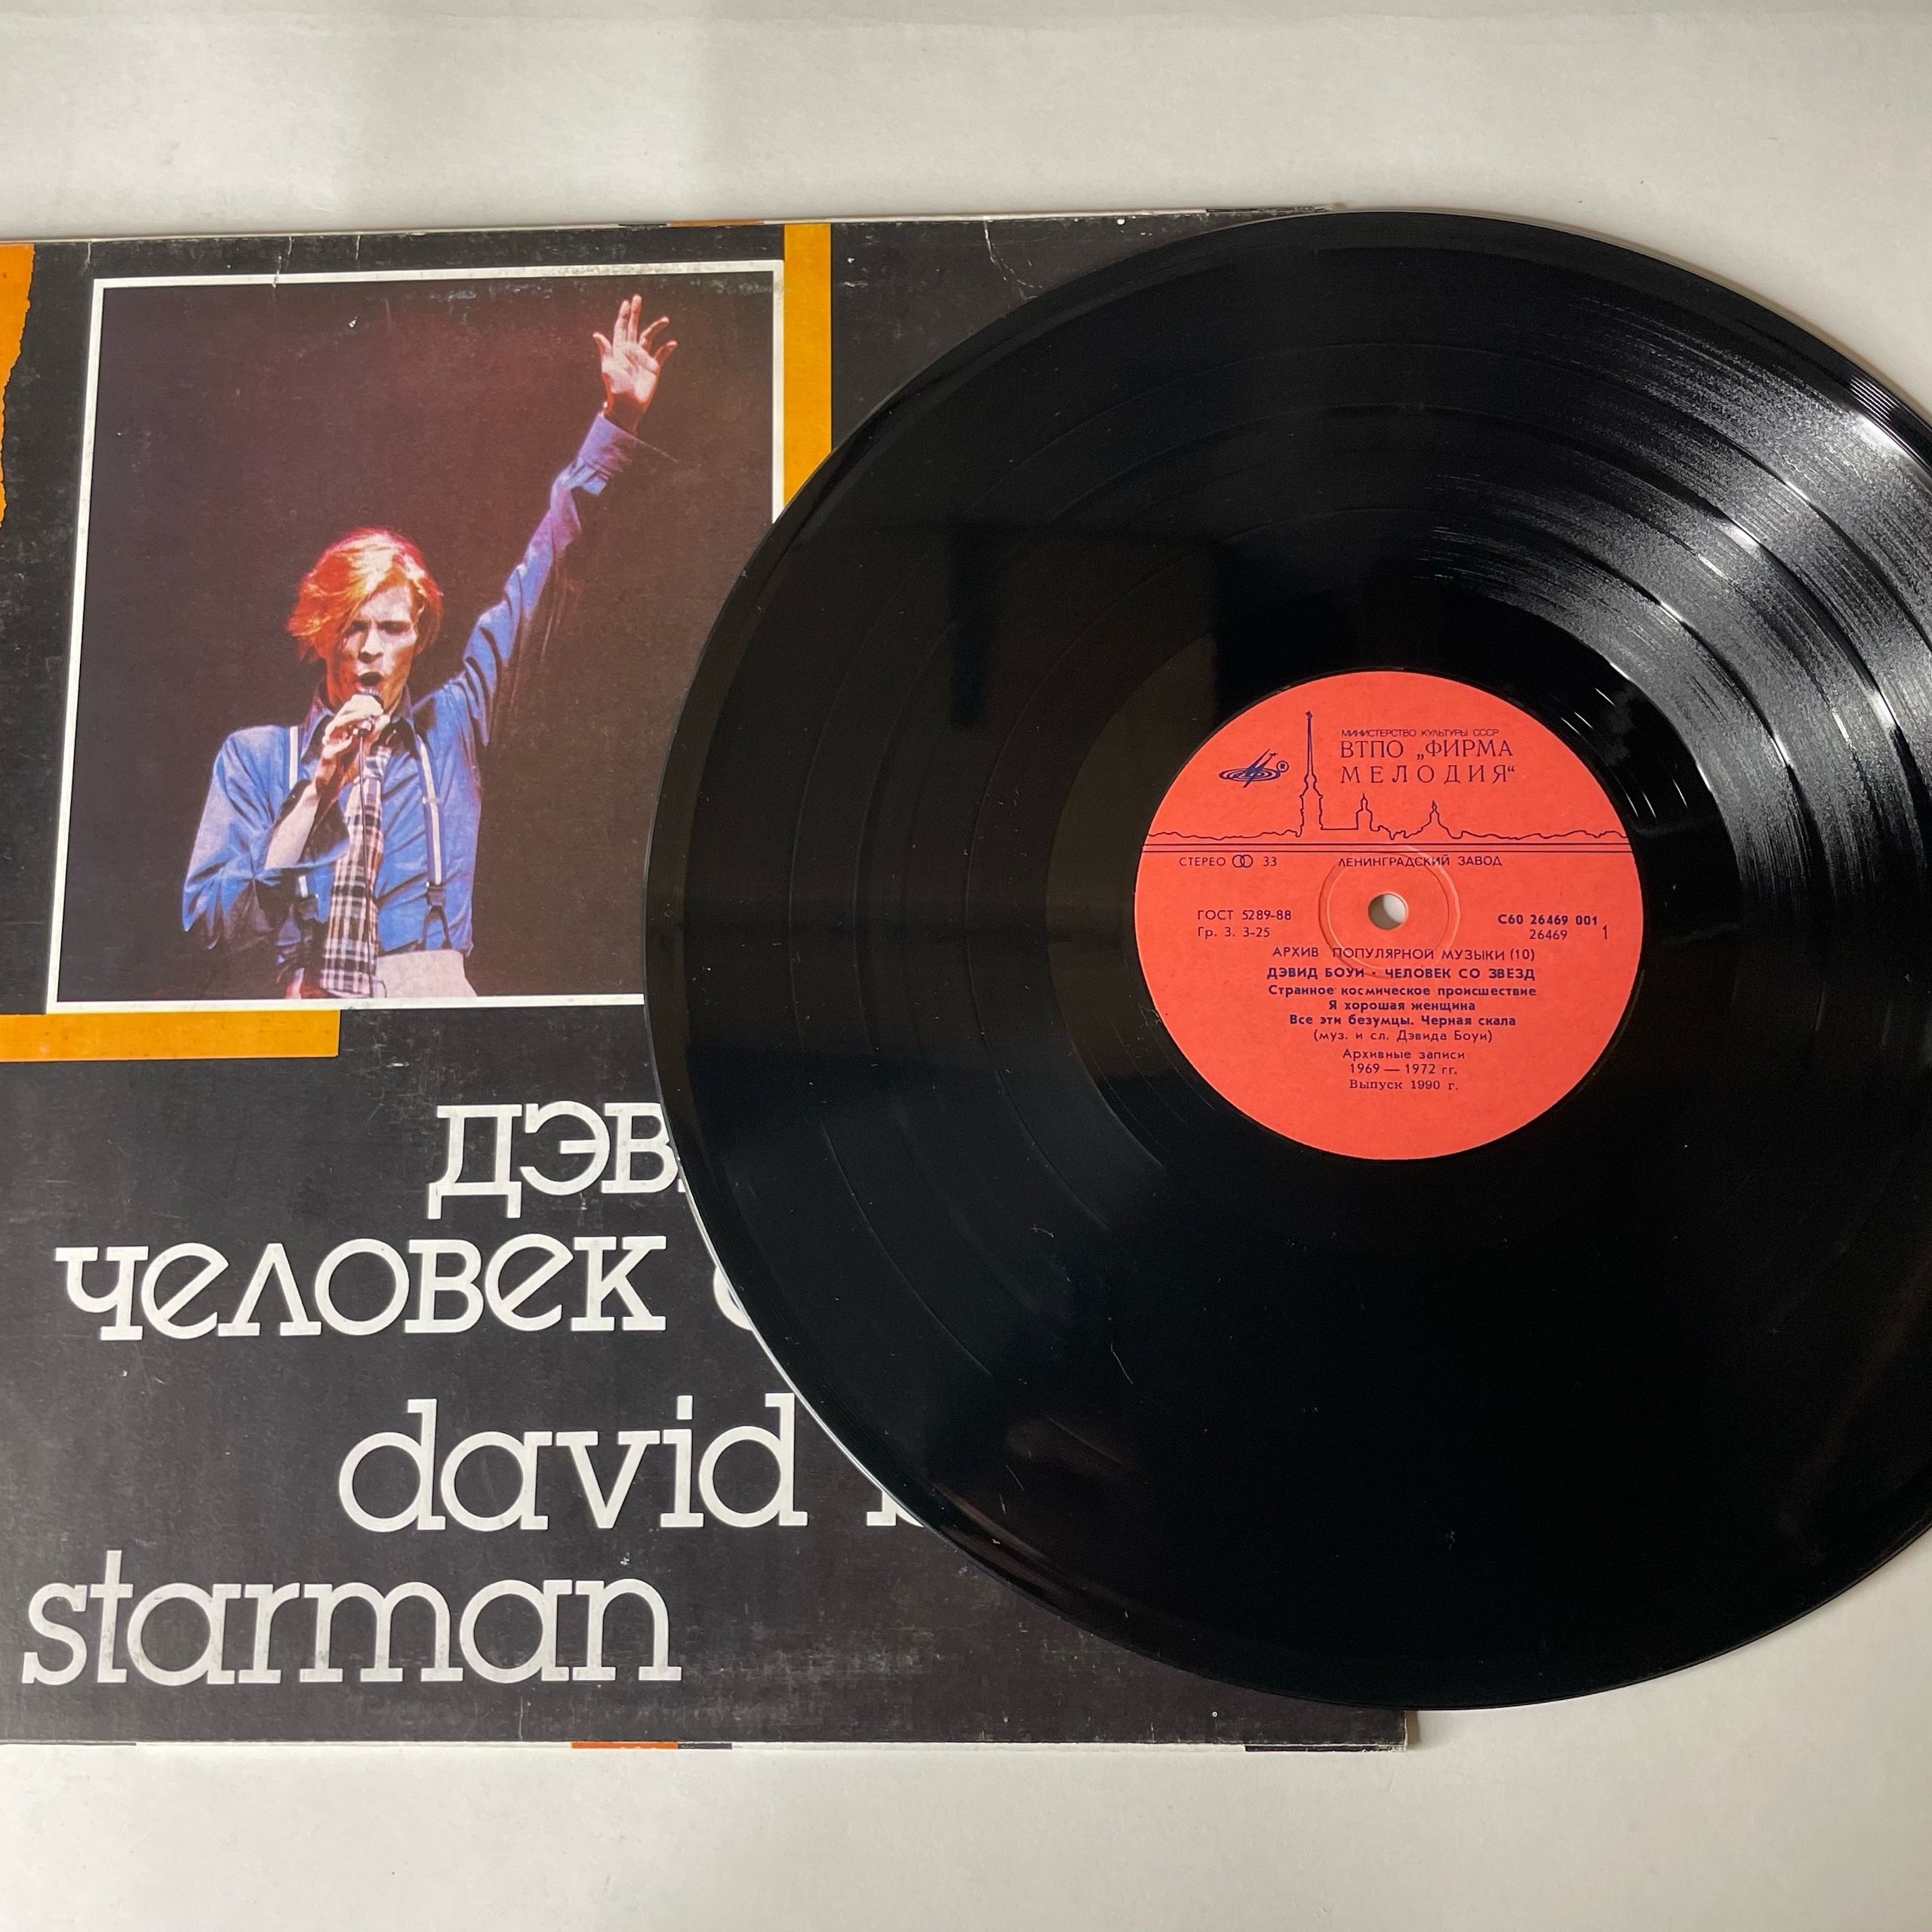 дэв
человек
david
starman
МИНИСТЕРСТВО КУЛЬТУРЫ СССР
ВТПО „ФИРМА
МЕЛОДИЯ“
СТЕРЕО 33 ЛЕНИНГРАДСКИЙ ЗАВОД
ГОСТ 5289-88 С60 26469 001
Гр. 3. 3-25 26469 1
АРХИВ ПОПУЛЯРНОЙ МУЗЫКИ (10)
ДЭВИД БОУИ · ЧЕЛОВЕК СО ЗВЁЗД
Странное космическое происшествие
Я хорошая женщина
Все эти безумцы. Черная скала
(муз. и сл. Дэвида Боуи)
Архивные записи
1969 — 1972 гг.
Выпуск 1990 г.